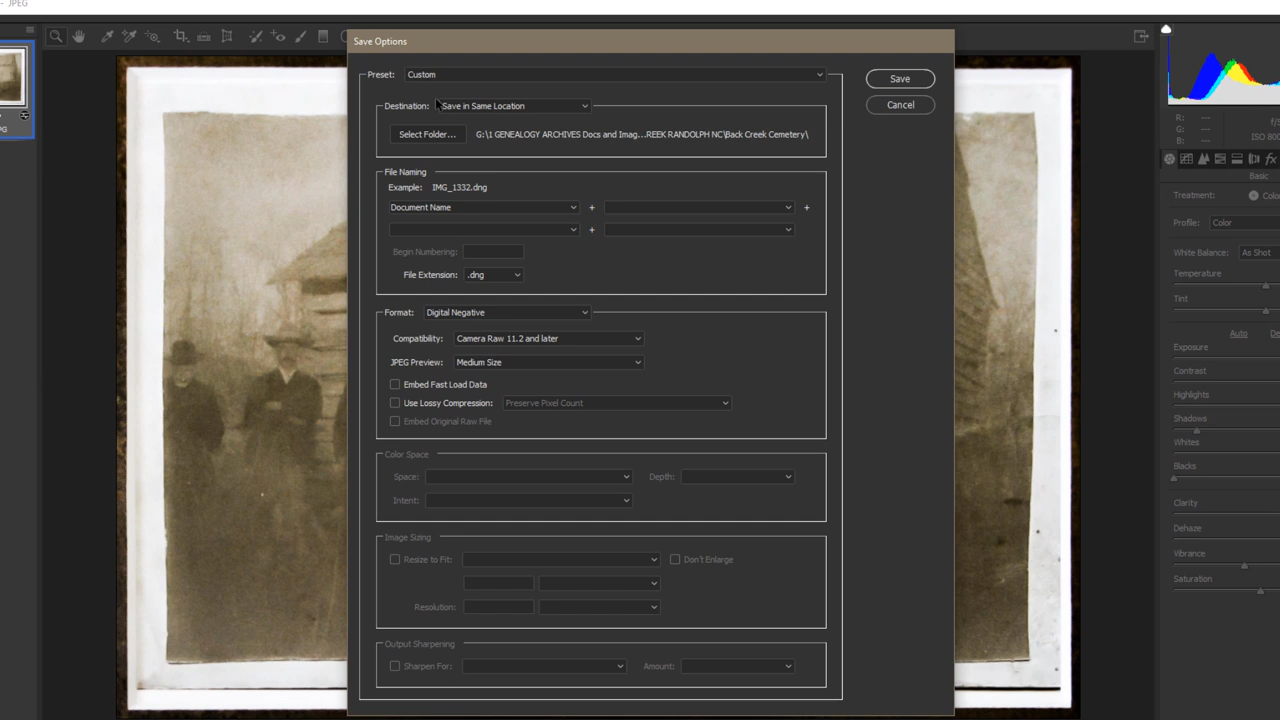 - JPEG
Save Options
Preset: Custom
Save
Destination: Save in Same Location
Cancel
Select Folder... G:\1 GENEALOGY ARCHIVES Docs and Imag...REEK RANDOLPH NC\Back Creek Cemetery\
File Naming
Example: IMG_1332.dng
Document Name + +
+
Begin Numbering:
File Extension: .dng
Format: Digital Negative
Compatibility: Camera Raw 11.2 and later
JPEG Preview: Medium Size
Embed Fast Load Data
Use Lossy Compression: Preserve Pixel Count
Embed Original Raw File
Color Space
Space: Depth:
Intent:
Image Sizing
Resize to Fit: Don't Enlarge
Resolution:
Output Sharpening
Sharpen For: Amount:
PG
R: ---
G: ---
B: ---
f/
ISO 800
fx
Basic
Treatment: Colo
Profile: Color
White Balance: As Shot
Temperature
Tint
Auto De
Exposure
Contrast
Highlights
Shadows
Whites
Blacks
Clarity
Dehaze
Vibrance
Saturation